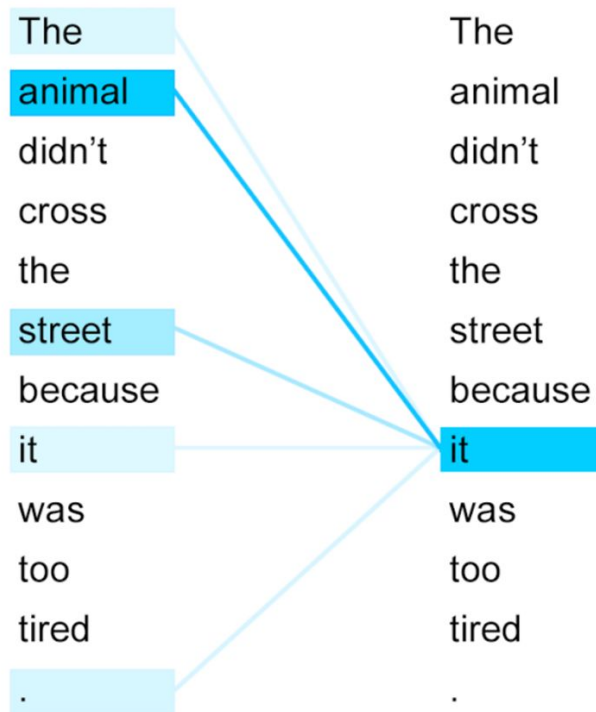 The The
animal animal
didn’t didn’t
cross cross
the the
street street
because because
it it
was was
too too
tired tired
. .